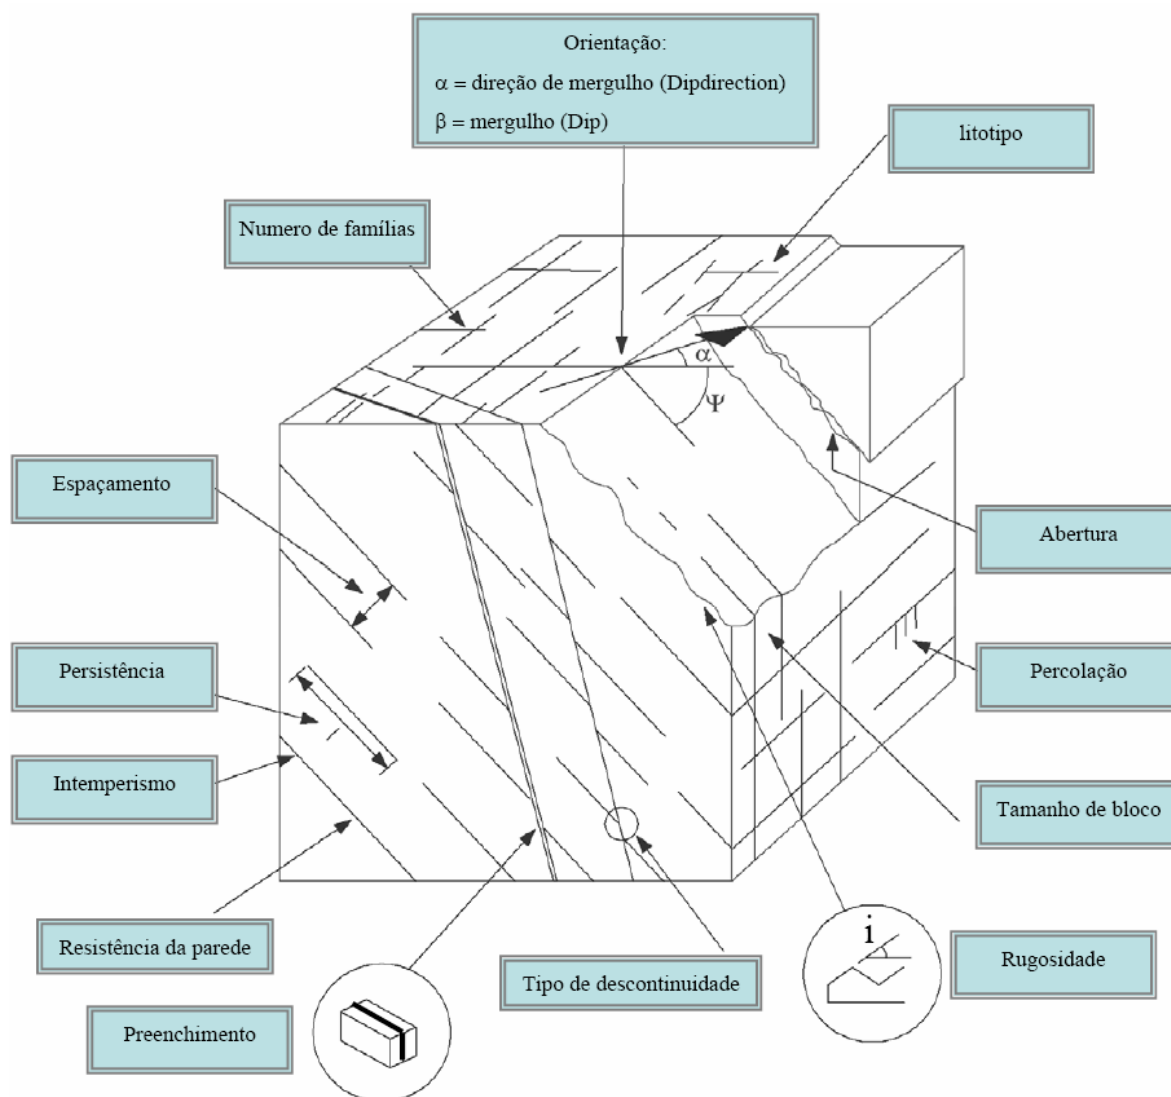 Orientação:
α = direção de mergulho (Dipdirection)
β = mergulho (Dip)
litotipo
Numero de famílias
α
Ψ
Espaçamento
Abertura
Persistência
Percolação
Intemperismo
Tamanho de bloco
Resistência da parede
i
Rugosidade
Tipo de descontinuidade
Preenchimento